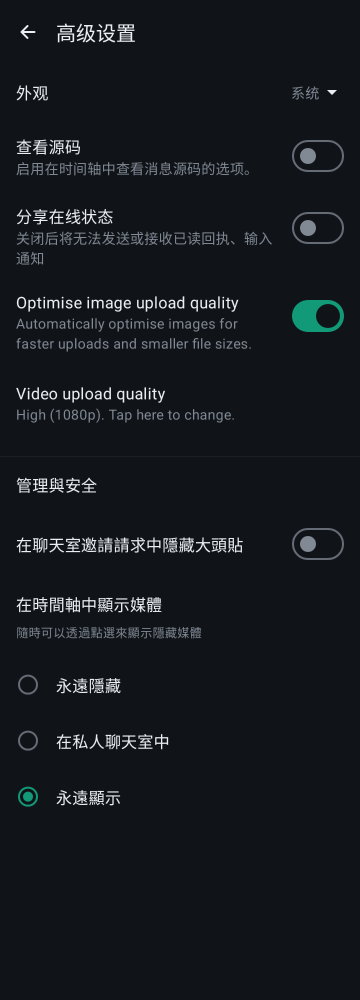 高级设置
外观
系统
查看源码
启用在时间轴中查看消息源码的选项。
分享在线状态
关闭后将无法发送或接收已读回执、输入
通知
Optimise image upload quality
Automatically optimise images for
faster uploads and smaller file sizes.
Video upload quality
High (1080p). Tap here to change.
管理與安全
在聊天室邀請請求中隱藏大頭貼
在時間軸中顯示媒體
隨時可以透過點選來顯示隱藏媒體
永遠隱藏
在私人聊天室中
永遠顯示